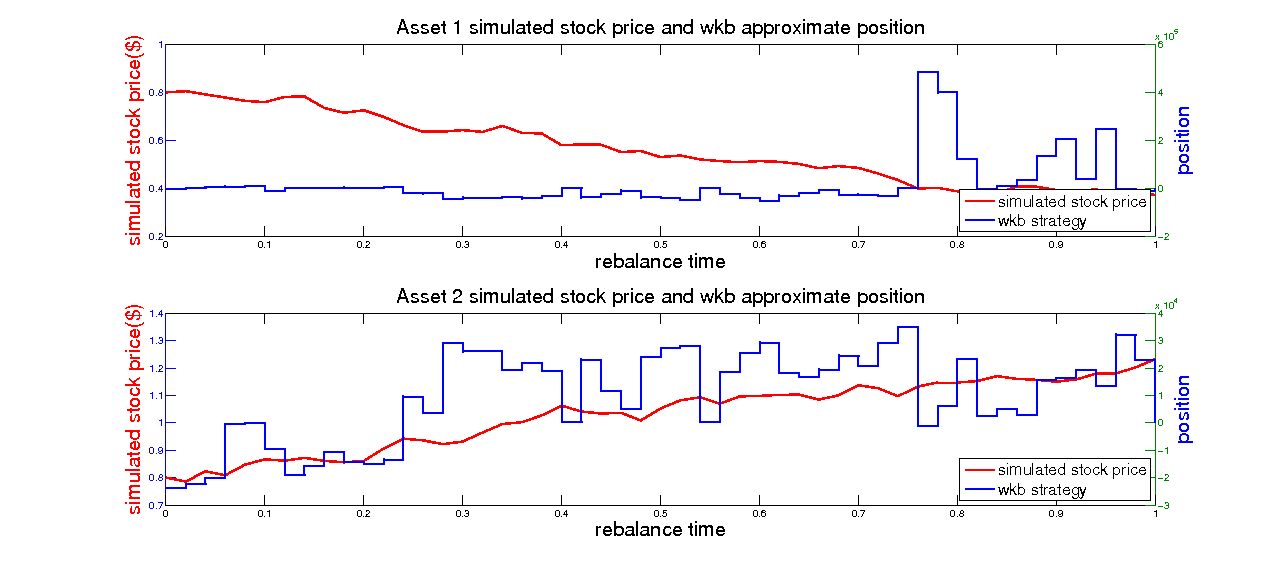 Asset 1 simulated stock price and wkb approximate position
x 10^5
simulated stock price($)
position
1
0.8
0.6
0.4
0.2
6
4
2
0
−2
simulated stock price
wkb strategy
0 0.1 0.2 0.3 0.4 0.5 0.6 0.7 0.8 0.9 1
rebalance time
Asset 2 simulated stock price and wkb approximate position
x 10^4
simulated stock price($)
position
1.4
1.3
1.2
1.1
1
0.9
0.8
0.7
4
3
2
1
0
−1
−2
−3
simulated stock price
wkb strategy
0 0.1 0.2 0.3 0.4 0.5 0.6 0.7 0.8 0.9 1
rebalance time